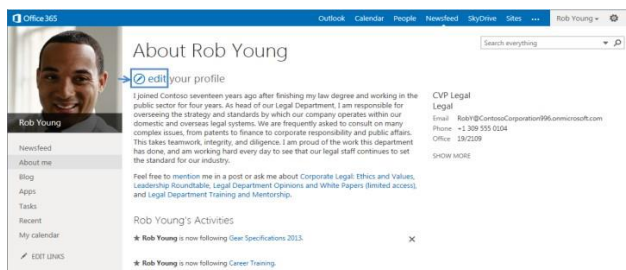 Office 365
Outlook Calendar People Newsfeed SkyDrive Sites ... Rob Young
About Rob Young
Search everything
edit your profile
I joined Contoso seventeen years ago after finishing my law degree and working in the
public sector for four years. As head of our Legal Department, I am responsible for
overseeing the strategy and standards by which our company operates within our
domestic and overseas legal systems. We are frequently asked to consult on many
complex issues, from patents to finance to corporate responsibility and public affairs.
This takes teamwork, integrity, and diligence. I am proud of the work this department
has done, and am working hard every day to see that our legal staff continues to set
the standard for our industry.
Feel free to mention me in a post or ask me about Corporate Legal: Ethics and Values,
Leadership Roundtable, Legal Department Opinions and White Papers (limited access),
and Legal Department Training and Mentorship.
CVP Legal
Legal
Email RobY@ContosoCorporation996.onmicrosoft.com
Phone +1 309 555 0104
Office 19/2109
SHOW MORE
Rob Young
Newsfeed
About me
Blog
Apps
Tasks
Recent
My calendar
EDIT LINKS
Rob Young's Activities
Rob Young is now following Gear Specifications 2013.
Rob Young is now following Career Training.